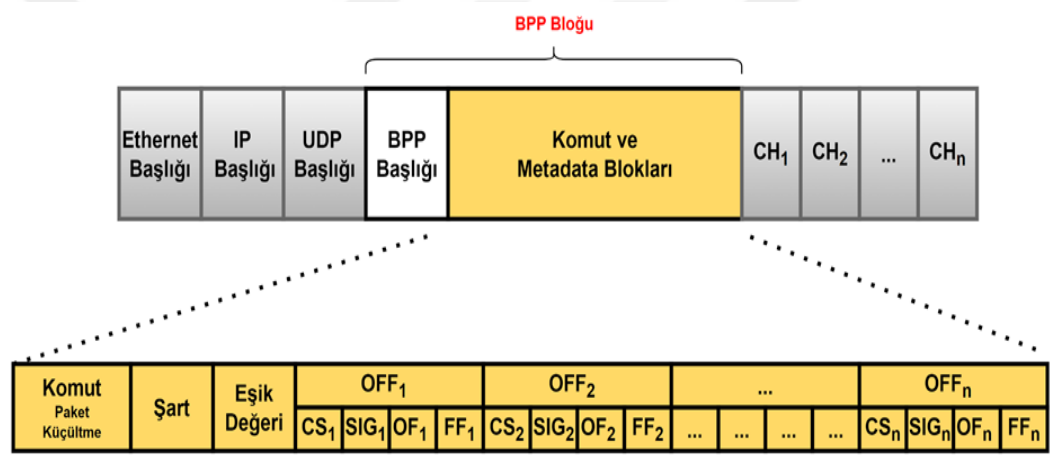 BPP Bloğu
Ethernet Başlığı
IP Başlığı
UDP Başlığı
BPP Başlığı
Komut ve Metadata Blokları
CH1
CH2
...
CHn
Komut
Paket Küçültme
Şart
Eşik Değeri
OFF1
OFF2
...
OFFn
CS1 SIG1 OF1 FF1 CS2 SIG2 OF2 FF2 ... ... ... ... CSn SIGn OFn FFn